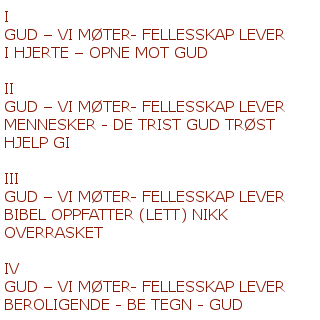 I
GUD – VI MØTER- FELLESSKAP LEVER
I HJERTE – OPNE MOT GUD
II
GUD – VI MØTER- FELLESSKAP LEVER
MENNESKER - DE TRIST GUD TRØST
HJELP GI
III
GUD – VI MØTER- FELLESSKAP LEVER
BIBEL OPPFATTER (LETT) NIKK
OVERRASKET
IV
GUD – VI MØTER- FELLESSKAP LEVER
BEROLIGENDE - BE TEGN - GUD